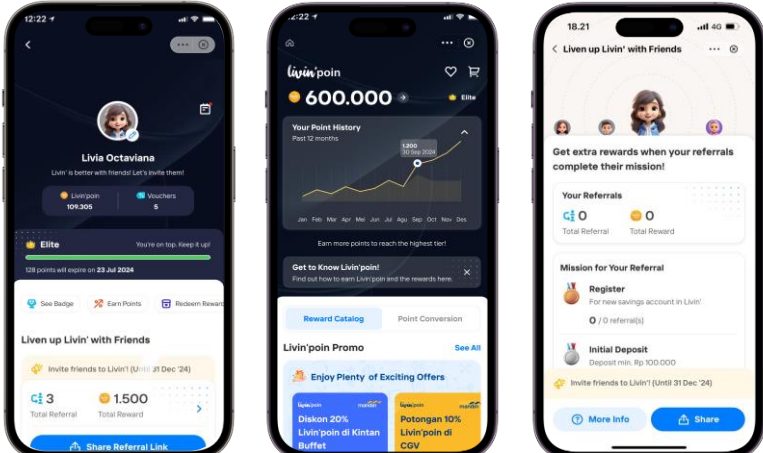 12:22
Livia Octaviana
Livin' is better with friends! Let's invite them!
Livin'poin
109.305
Vouchers
5
Elite
You're on top. Keep it up!
128 points will expire on 23 Jul 2024
See Badge
Earn Points
Redeem Reward
Liven up Livin' with Friends
Invite friends to Livin'! (Until 31 Dec '24)
3
Total Referral
1.500
Total Reward
Share Referral Link
:22
livin'poin
600.000
Elite
Your Point History
Past 12 months
1.200
30 Sep 2024
Jan Feb Mar Apr Mei Jun Jul Agu Sep Oct Nov Des
Earn more points to reach the highest tier!
Get to Know Livin'poin!
Find out how to earn Livin'poin and the rewards here.
Reward Catalog
Point Conversion
Livin'poin Promo
See All
Enjoy Plenty of Exciting Offers
livin'poin
mandiri
Diskon 20%
Livin'poin di Kintan
Buffet
livin'poin
mandiri
Potongan 10%
Livin'poin di
CGV
18.21
4G
Liven up Livin' with Friends
Get extra rewards when your referrals
complete their mission!
Your Referrals
0
Total Referral
0
Total Reward
Mission for Your Referral
Register
For new savings account in Livin'
0 / 0 referral(s)
Initial Deposit
Deposit min. Rp 100.000
Invite friends to Livin'! (Until 31 Dec '24)
More Info
Share